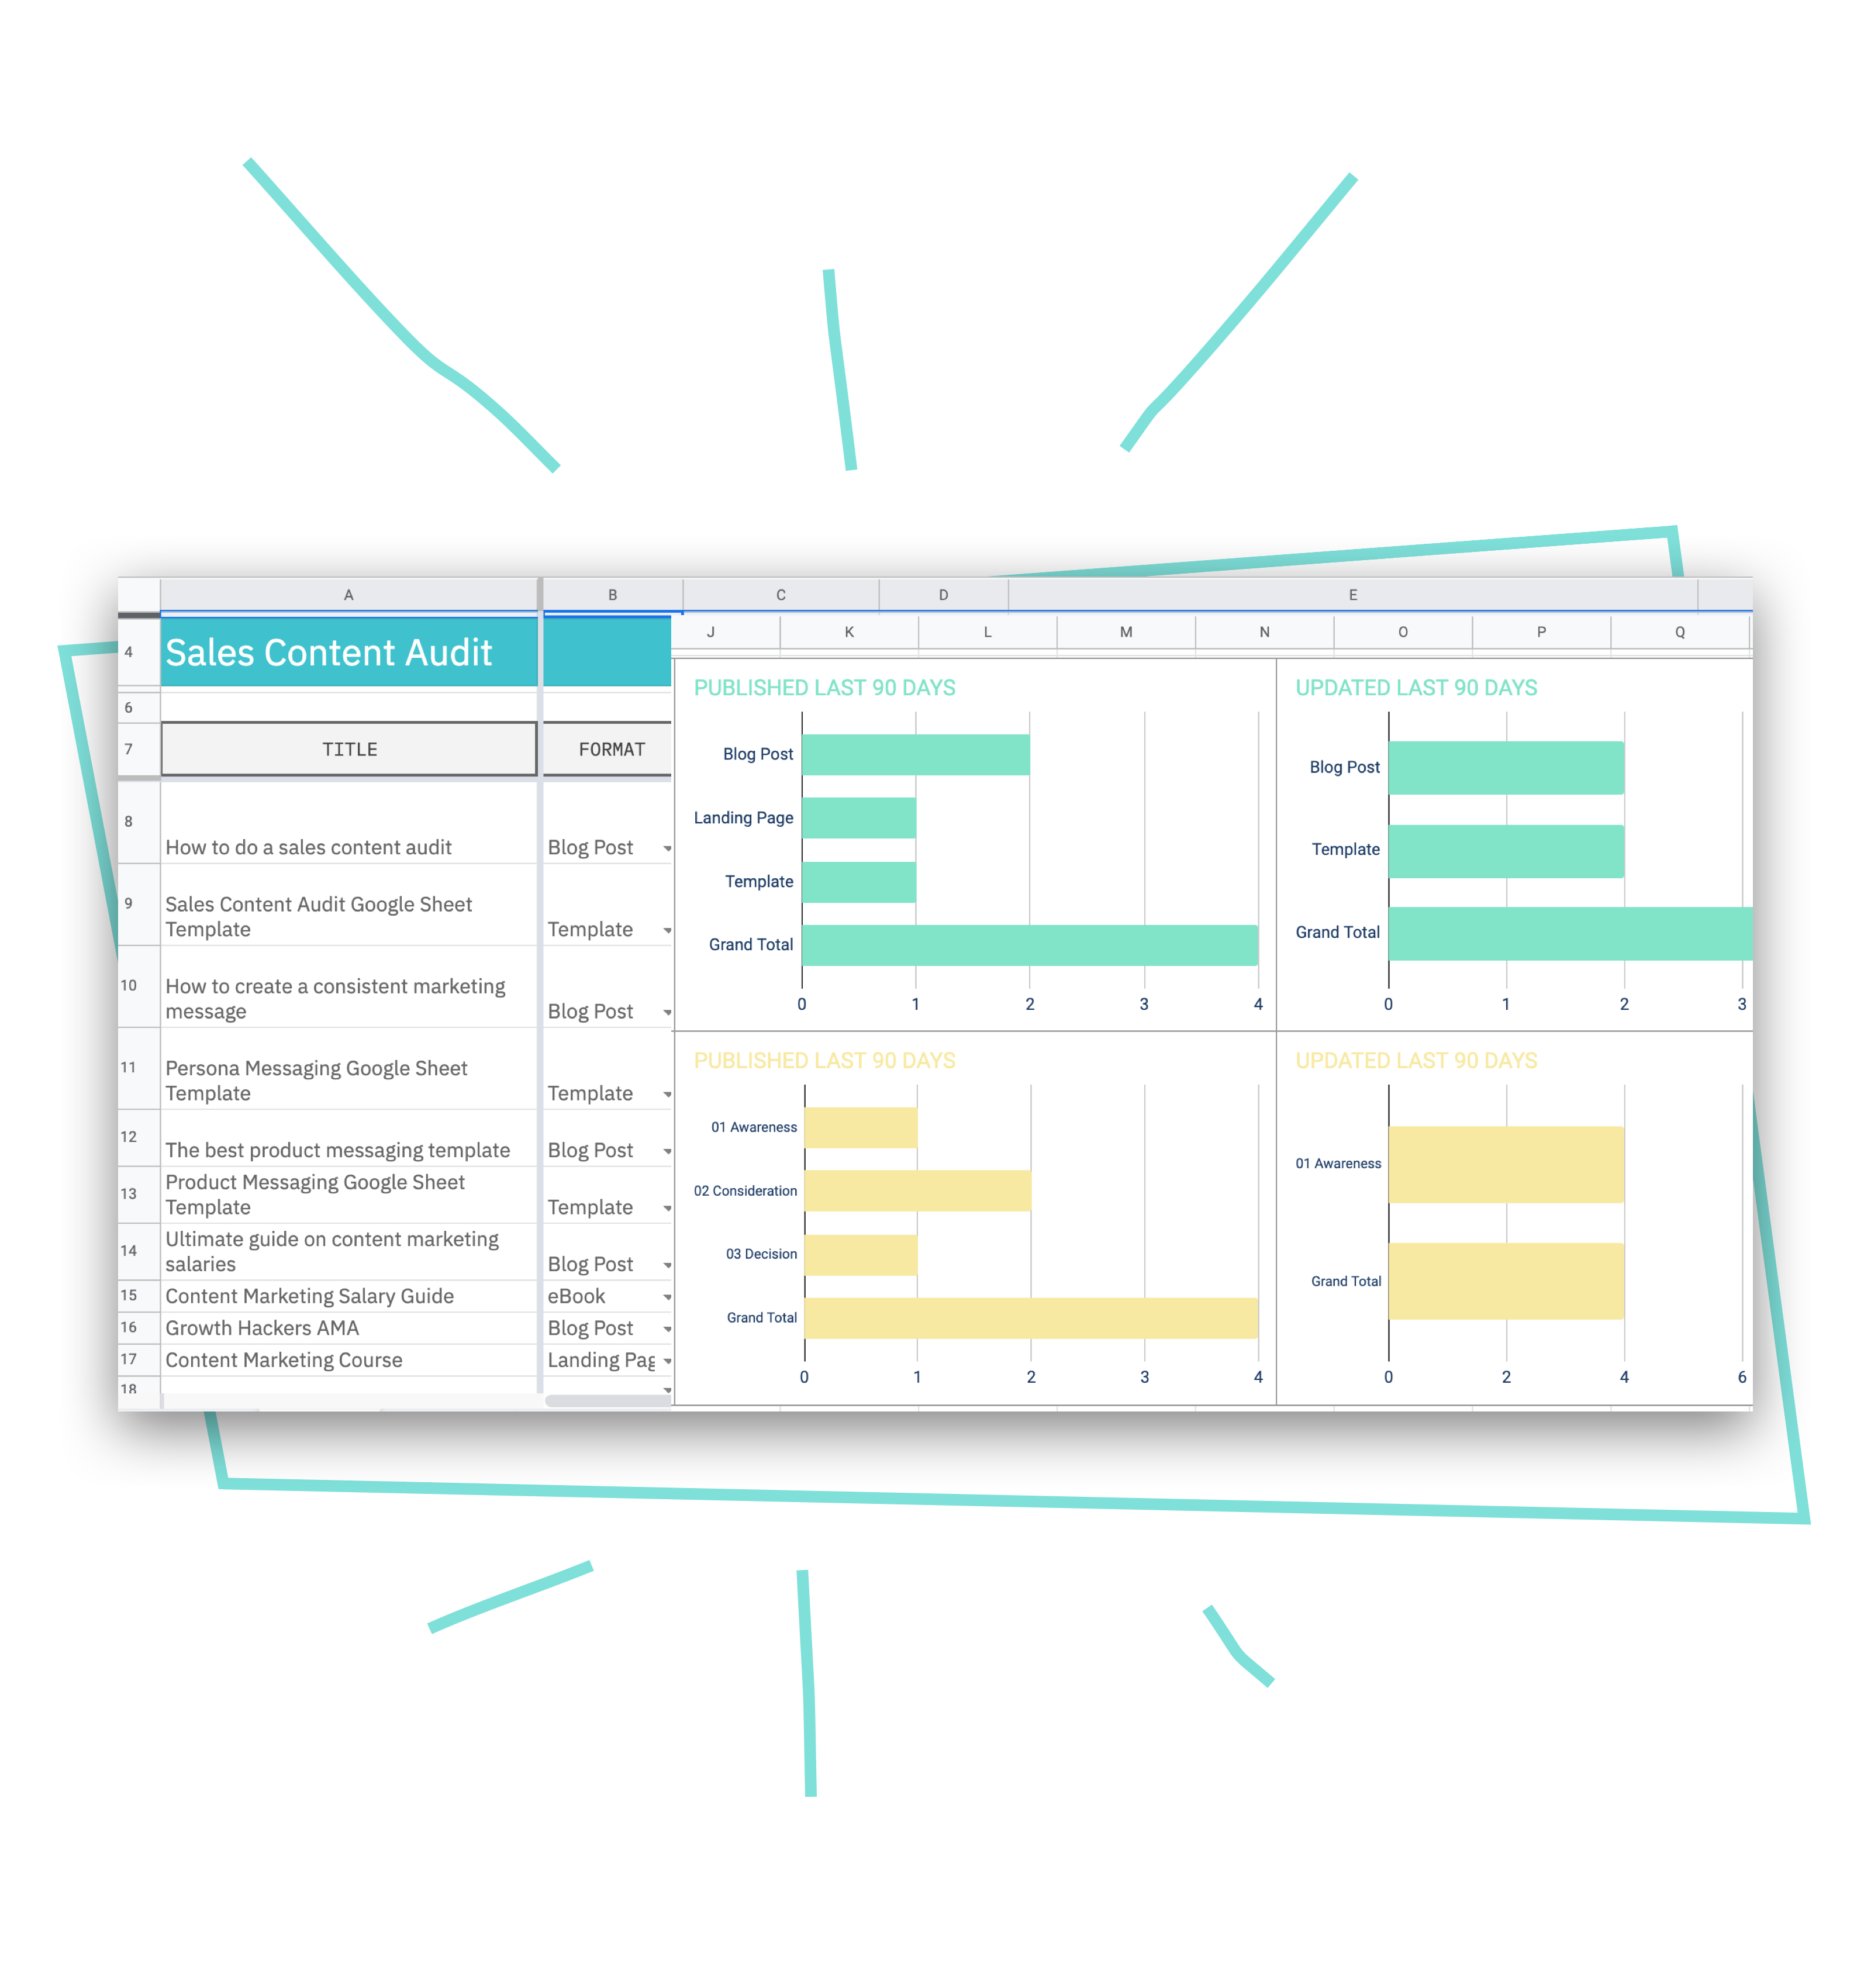 A B C D E
J K L M N O P Q
4 Sales Content Audit
6
7 TITLE FORMAT
8 How to do a sales content audit Blog Post
9 Sales Content Audit Google Sheet
Template Template
10 How to create a consistent marketing
message Blog Post
11 Persona Messaging Google Sheet
Template Template
12 The best product messaging template Blog Post
13 Product Messaging Google Sheet
Template Template
14 Ultimate guide on content marketing
salaries Blog Post
15 Content Marketing Salary Guide eBook
16 Growth Hackers AMA Blog Post
17 Content Marketing Course Landing Pag
18
PUBLISHED LAST 90 DAYS
Blog Post
Landing Page
Template
Grand Total
0 1 2 3 4
UPDATED LAST 90 DAYS
Blog Post
Template
Grand Total
0 1 2 3
PUBLISHED LAST 90 DAYS
01 Awareness
02 Consideration
03 Decision
Grand Total
0 1 2 3 4
UPDATED LAST 90 DAYS
01 Awareness
Grand Total
0 2 4 6